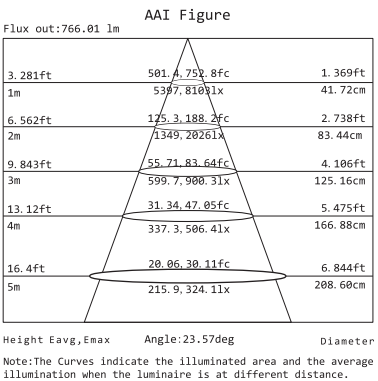 AAI Figure
Flux out:766.01 lm
3.281ft 501.4,752.8fc 1.369ft
1m 5397,8103lx 41.72cm
6.562ft 125.3,188.2fc 2.738ft
2m 1349,2026lx 83.44cm
9.843ft 55.71,83.64fc 4.106ft
3m 599.7,900.3lx 125.16cm
13.12ft 31.34,47.05fc 5.475ft
4m 337.3,506.4lx 166.88cm
16.4ft 20.06,30.11fc 6.844ft
5m 215.9,324.1lx 208.60cm
Height Eavg,Emax Angle:23.57deg Diameter
Note:The Curves indicate the illuminated area and the average
illumination when the luminaire is at different distance.